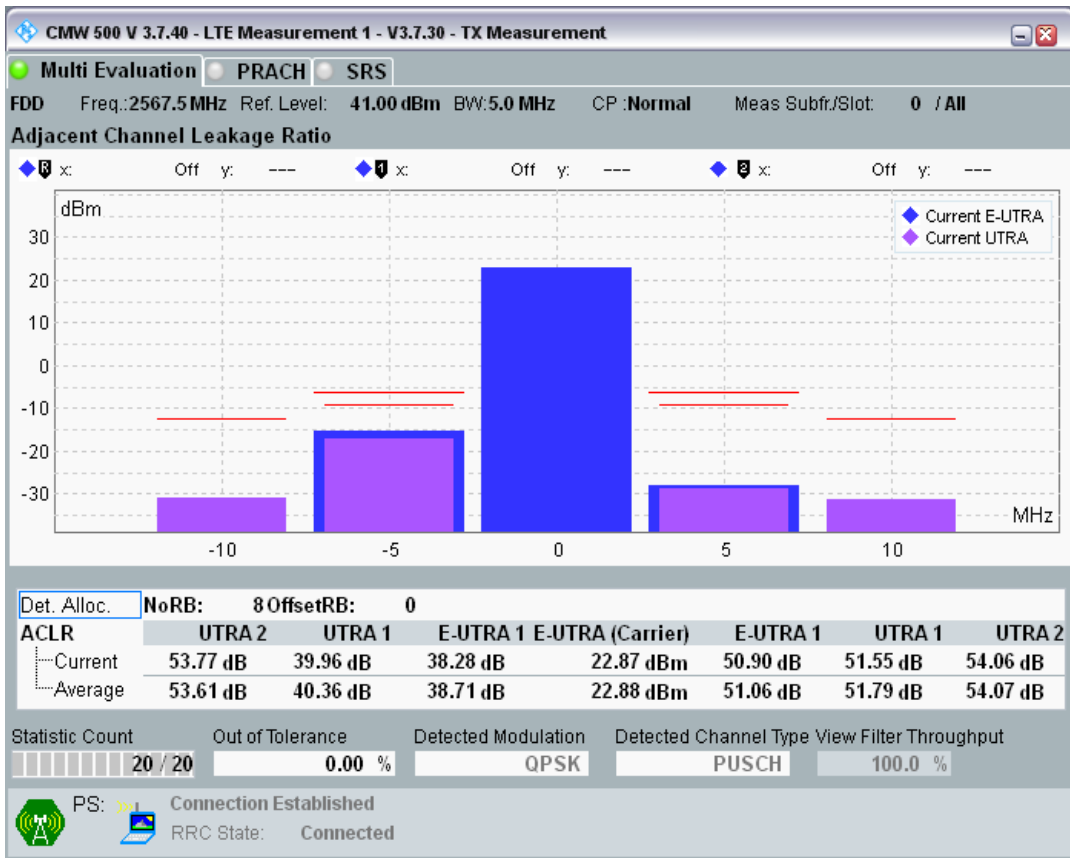 CMW 500 V 3.7.40 - LTE Measurement 1 - V3.7.30 - TX Measurement
Multi Evaluation PRACH SRS
FDD Freq.:2567.5 MHz Ref. Level: 41.00 dBm BW:5.0 MHz CP :Normal Meas Subfr./Slot: 0 / All
Adjacent Channel Leakage Ratio
R x: Off y: --- 1 x: Off y: --- 2 x: Off y: ---
dBm
Current E-UTRA
Current UTRA
30
20
10
0
-10
-20
-30
MHz
-10 -5 0 5 10
Det. Alloc. NoRB: 8 OffsetRB: 0
ACLR UTRA 2 UTRA 1 E-UTRA 1 E-UTRA (Carrier) E-UTRA 1 UTRA 1 UTRA 2
Current 53.77 dB 39.96 dB 38.28 dB 22.87 dBm 50.90 dB 51.55 dB 54.06 dB
Average 53.61 dB 40.36 dB 38.71 dB 22.88 dBm 51.06 dB 51.79 dB 54.07 dB
Statistic Count Out of Tolerance Detected Modulation Detected Channel Type View Filter Throughput
20 / 20 0.00 % QPSK PUSCH 100.0 %
PS: Connection Established
RRC State: Connected